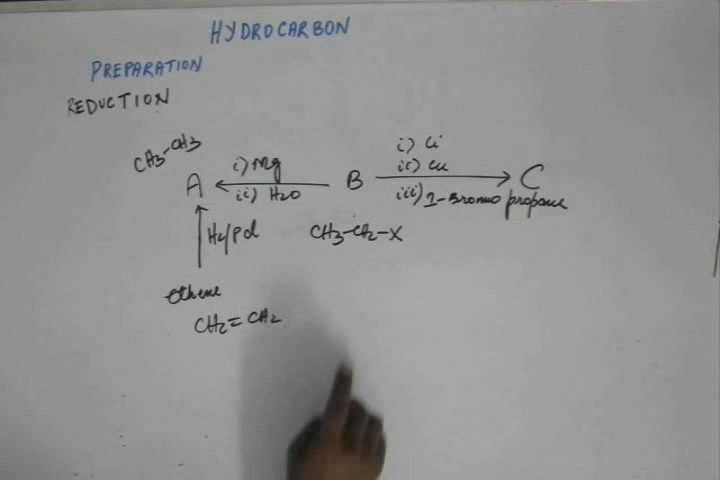 HYDROCARBON
PREPARATION
REDUCTION
CH3-CH3
i) Mg
ii) H2O
A
B
i) Li
ii) Cu
iii) 1-Bromo propane
C
H2/Pd
CH3-CH2-X
ethene
CH2=CH2